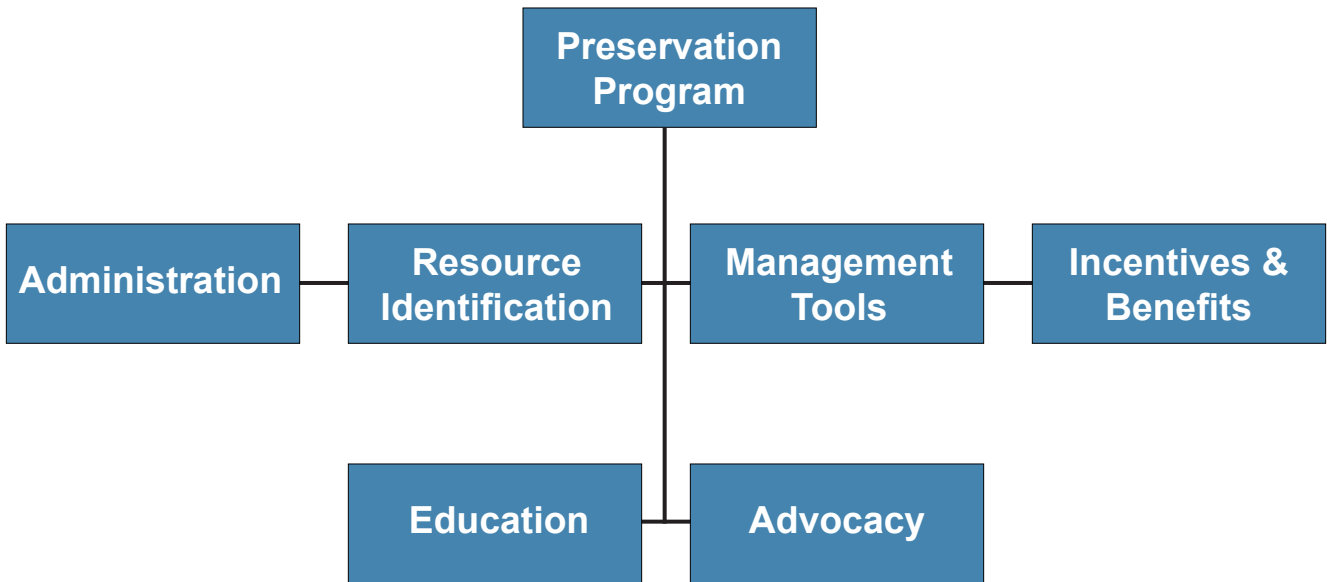 Preservation
Program
Administration
Resource
Identification
Management
Tools
Incentives &
Benefits
Education
Advocacy